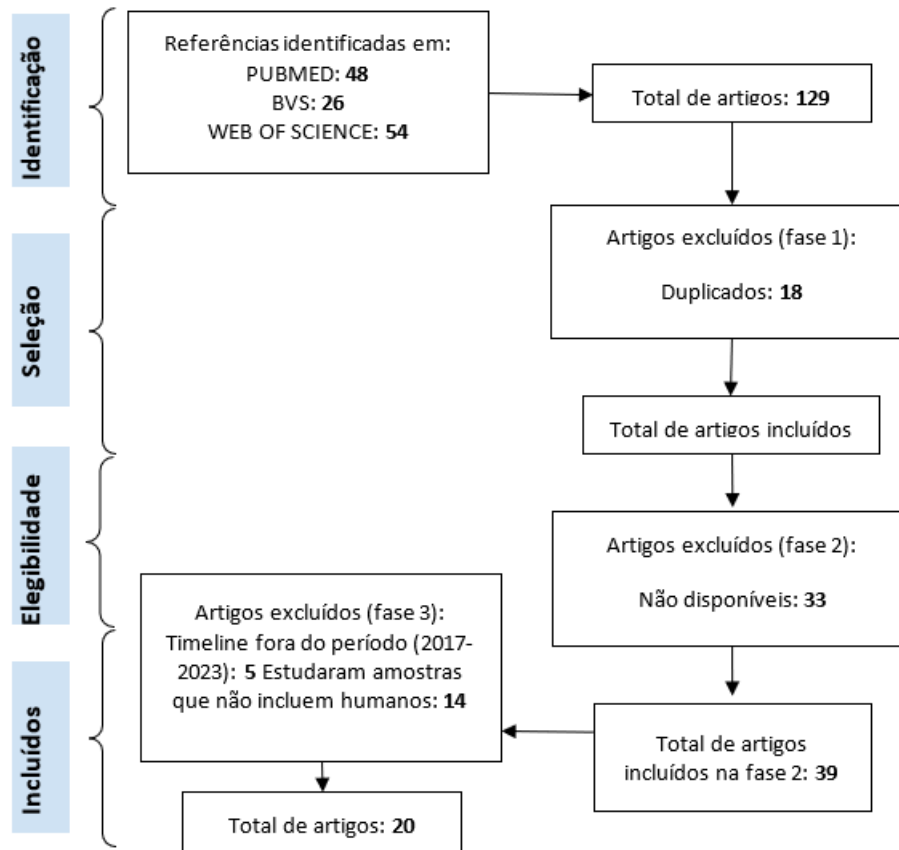 Identificação
Referências identificadas em:
PUBMED: 48
BVS: 26
WEB OF SCIENCE: 54
Total de artigos: 129
Seleção
Artigos excluídos (fase 1):
Duplicados: 18
Total de artigos incluídos
Elegibilidade
Artigos excluídos (fase 2):
Não disponíveis: 33
Incluídos
Total de artigos
incluídos na fase 2: 39
Artigos excluídos (fase 3):
Timeline fora do período (2017-
2023): 5 Estudaram amostras
que não incluem humanos: 14
Total de artigos: 20